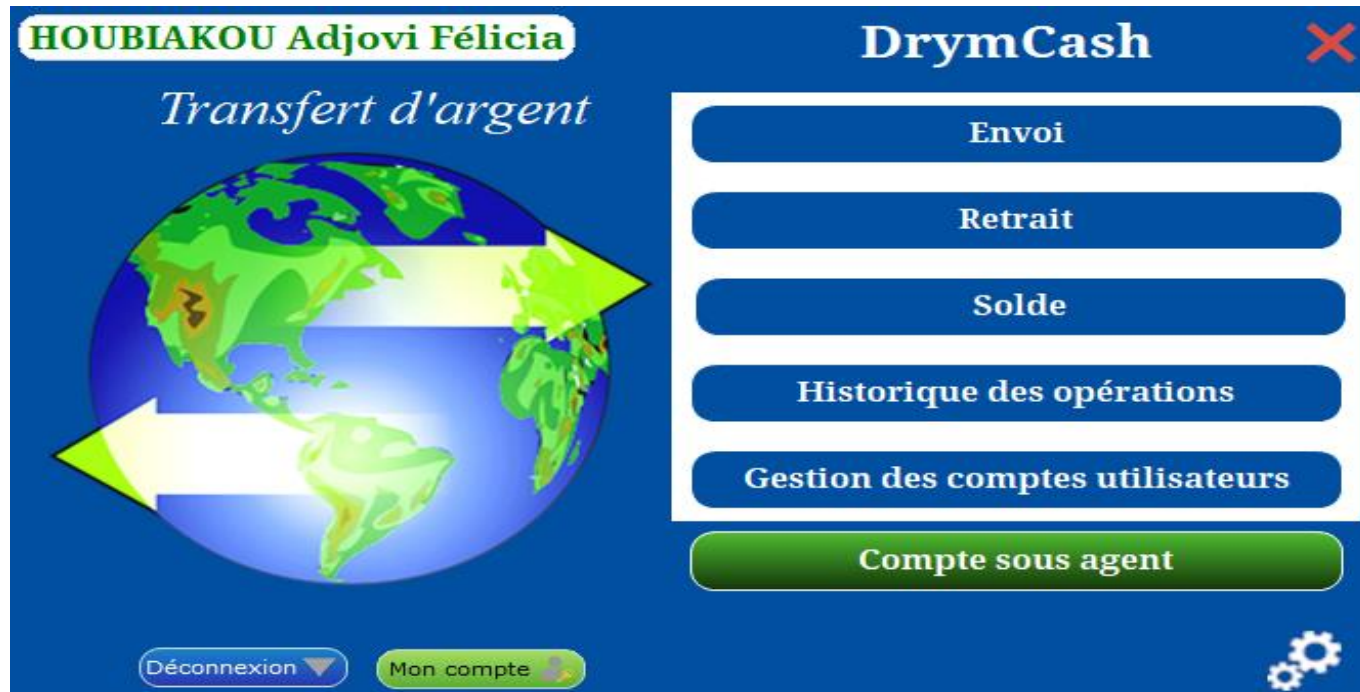 HOUBIAKOU Adjovi Félicia
DrymCash
Transfert d'argent
Envoi
Retrait
Solde
Historique des opérations
Gestion des comptes utilisateurs
Compte sous agent
Déconnexion
Mon compte